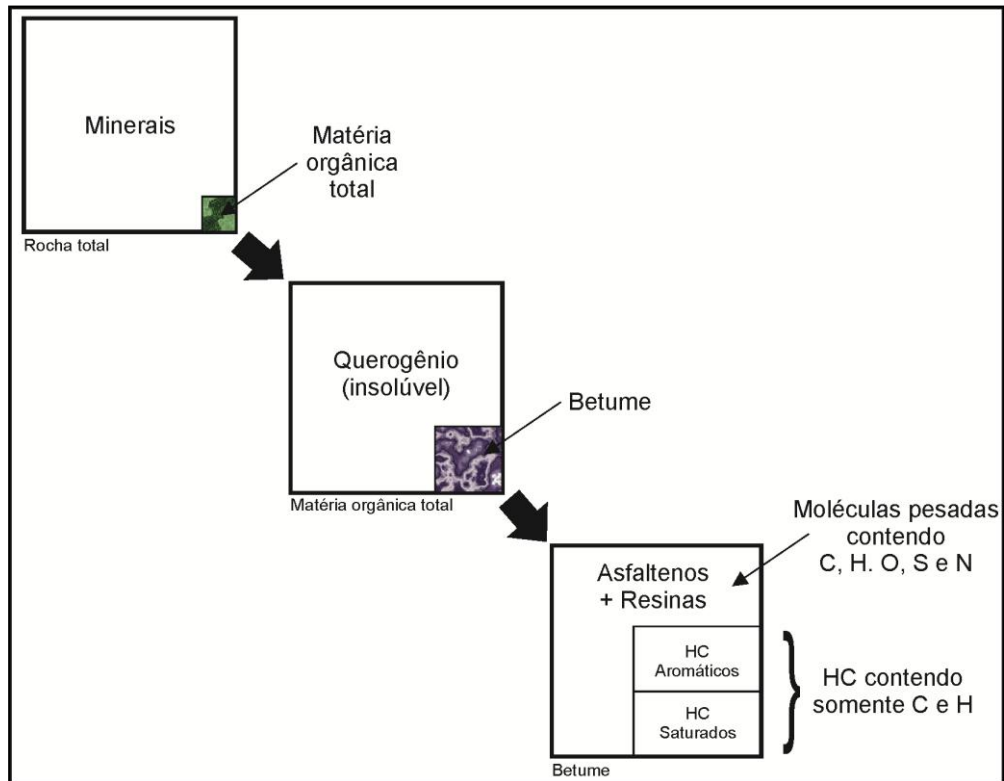 Minerais
Matéria
orgânica
total
Rocha total
Querogênio
(insolúvel)
Betume
Matéria orgânica total
Moléculas pesadas
contendo
C, H. O, S e N
Asfaltenos
+ Resinas
HC
Aromáticos
HC
Saturados
HC contendo
somente C e H
Betume